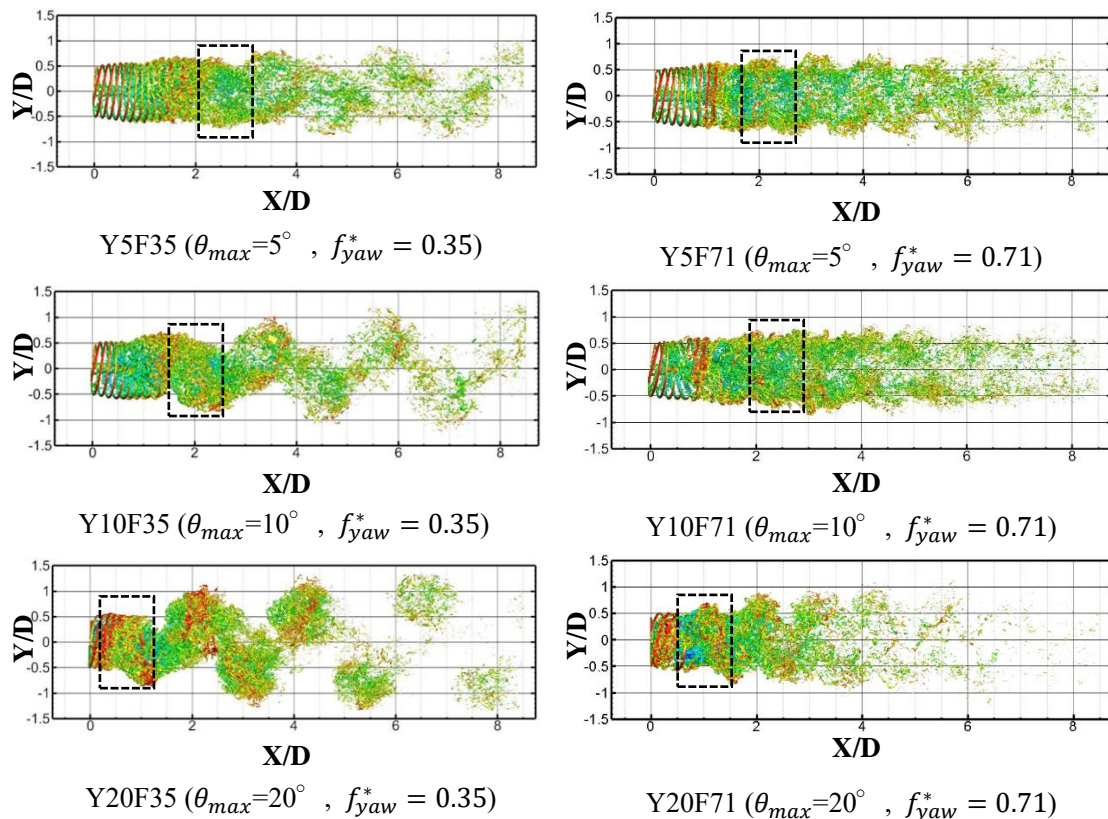 1.5
1
0.5
0
-0.5
-1
-1.5
Y/D
0 2 4 6 8
X/D
Y5F35 (θmax=5° , f*yaw = 0.35)
1.5
1
0.5
0
-0.5
-1
-1.5
Y/D
0 2 4 6 8
X/D
Y5F71 (θmax=5° , f*yaw = 0.71)
1.5
1
0.5
0
-0.5
-1
-1.5
Y/D
0 2 4 6 8
X/D
Y10F35 (θmax=10° , f*yaw = 0.35)
1.5
1
0.5
0
-0.5
-1
-1.5
Y/D
0 2 4 6 8
X/D
Y10F71 (θmax=10° , f*yaw = 0.71)
1.5
1
0.5
0
-0.5
-1
-1.5
Y/D
0 2 4 6 8
X/D
Y20F35 (θmax=20° , f*yaw = 0.35)
1.5
1
0.5
0
-0.5
-1
-1.5
Y/D
0 2 4 6 8
X/D
Y20F71 (θmax=20° , f*yaw = 0.71)